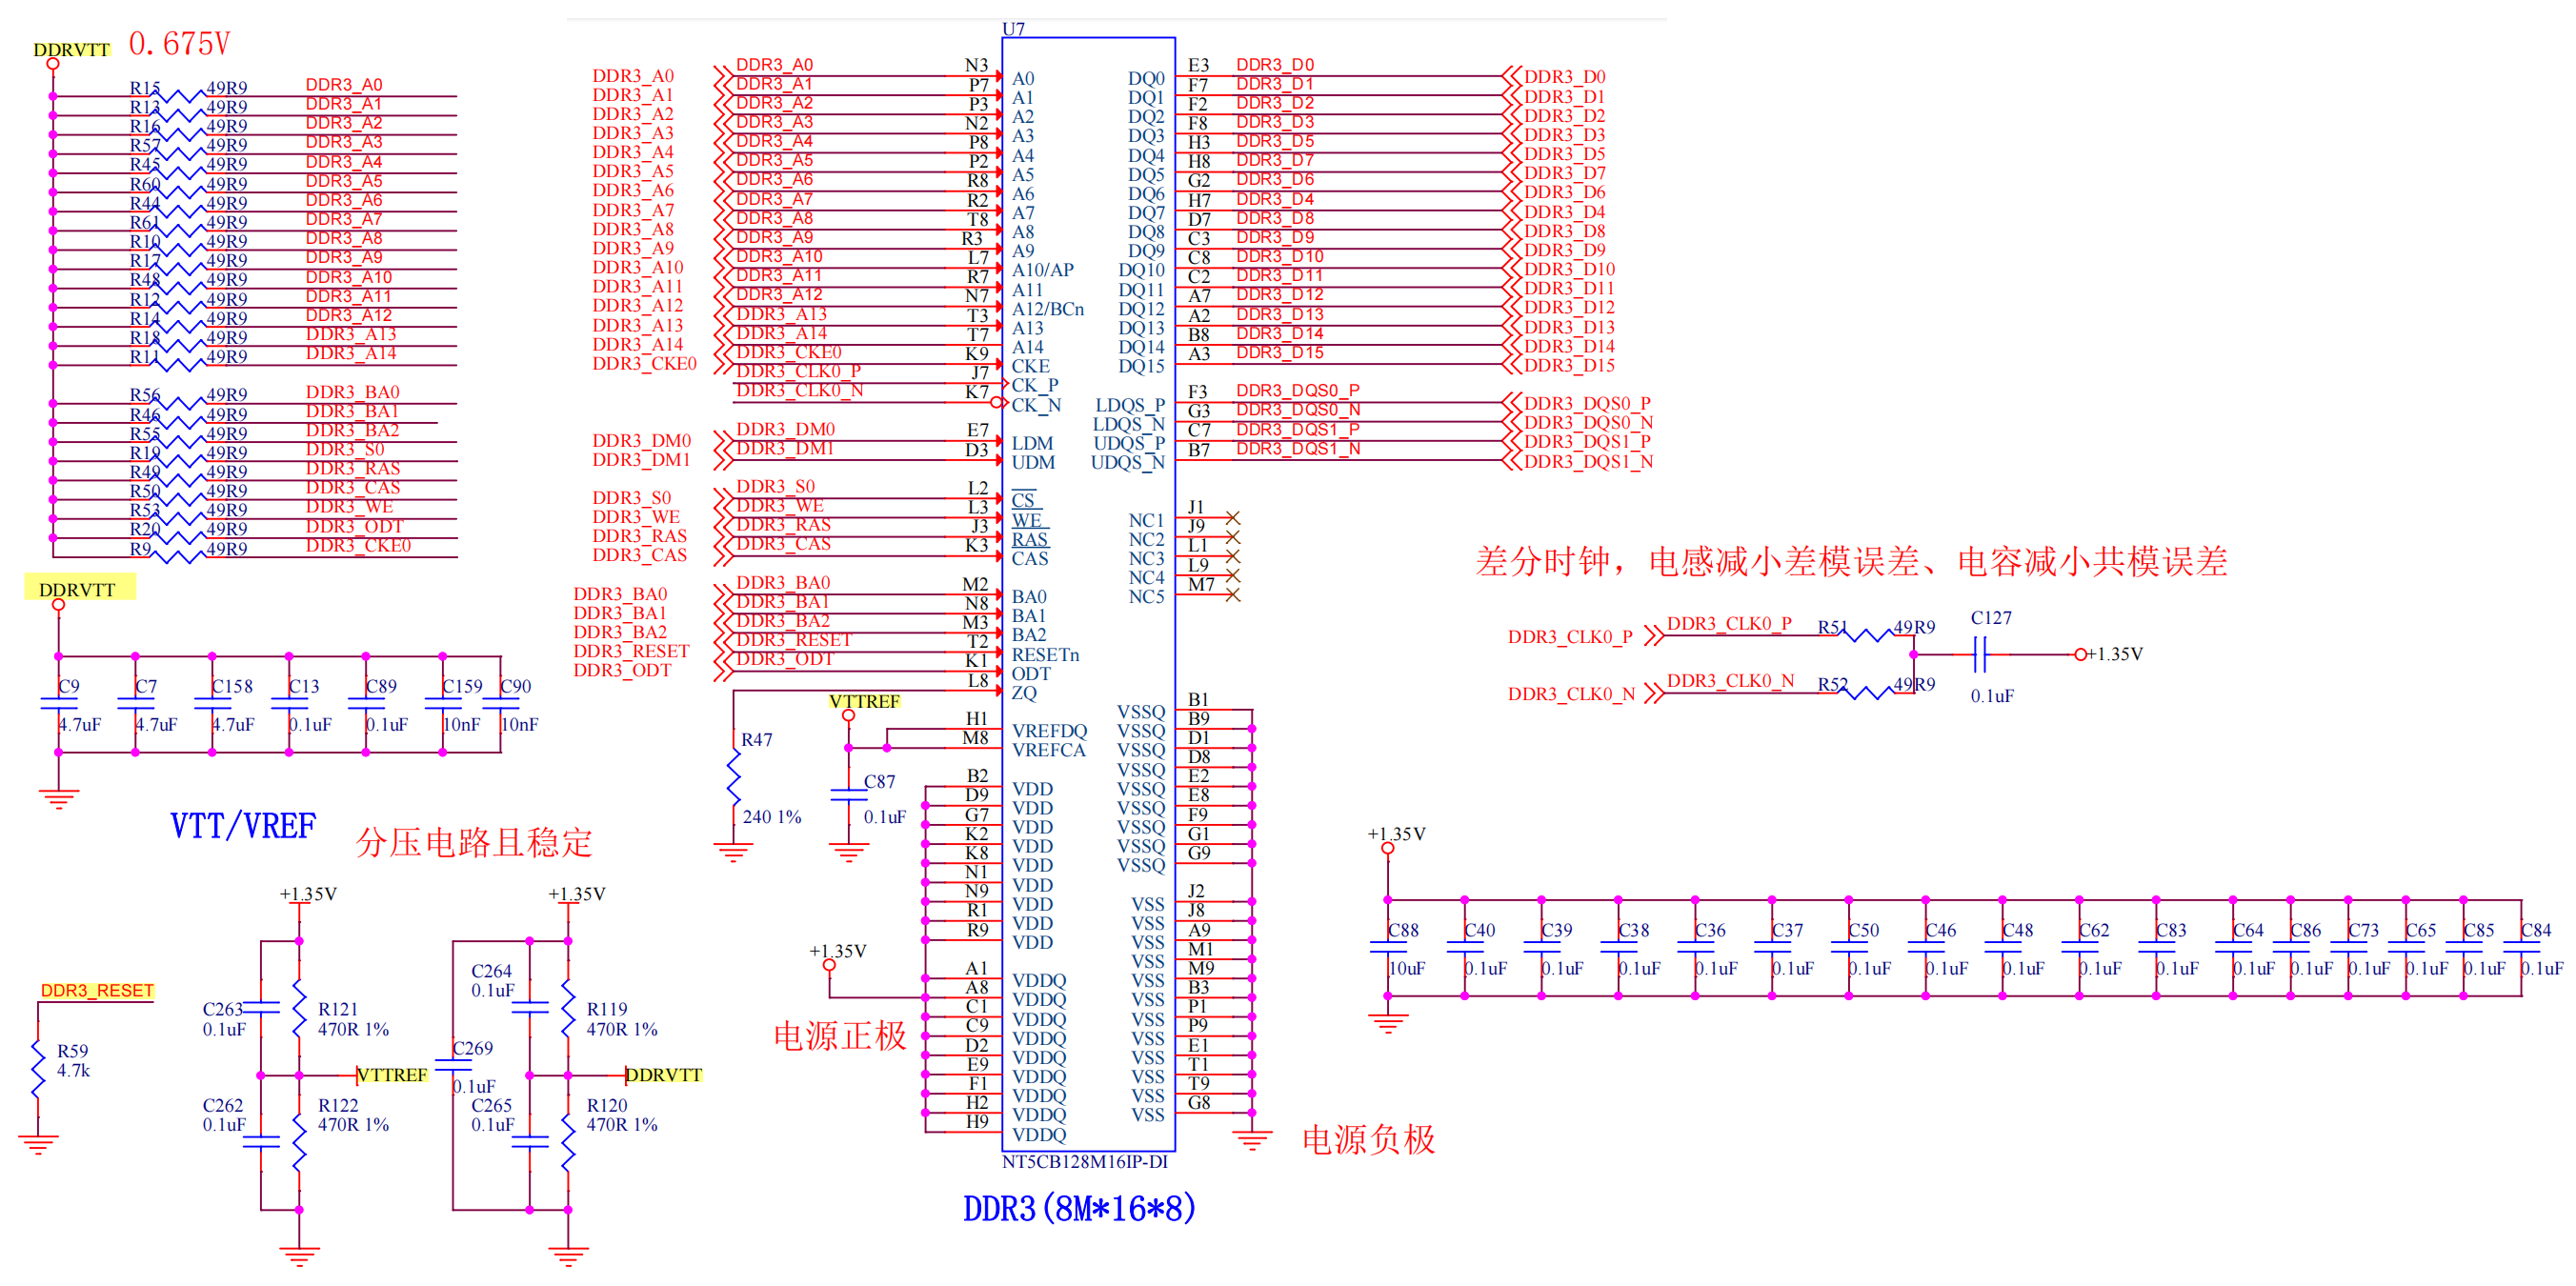 DDRVTT 0.675V
R15 49R9 DDR3_A0
R13 49R9 DDR3_A1
R16 49R9 DDR3_A2
R57 49R9 DDR3_A3
R45 49R9 DDR3_A4
R60 49R9 DDR3_A5
R44 49R9 DDR3_A6
R61 49R9 DDR3_A7
R10 49R9 DDR3_A8
R17 49R9 DDR3_A9
R48 49R9 DDR3_A10
R12 49R9 DDR3_A11
R14 49R9 DDR3_A12
R18 49R9 DDR3_A13
R11 49R9 DDR3_A14
R56 49R9 DDR3_BA0
R46 49R9 DDR3_BA1
R55 49R9 DDR3_BA2
R19 49R9 DDR3_S0
R49 49R9 DDR3_RAS
R50 49R9 DDR3_CAS
R53 49R9 DDR3_WE
R20 49R9 DDR3_ODT
R9 49R9 DDR3_CKE0
DDRVTT
C9 C7 C158 C13 C89 C159 C90
4.7uF 4.7uF 4.7uF 0.1uF 0.1uF 10nF 10nF
VTT/VREF
分压电路且稳定
+1.35V +1.35V
DDR3_RESET
R59
4.7k
C263
0.1uF
R121
470R 1%
VTTREF
C262
0.1uF
R122
470R 1%
C264
0.1uF
R119
470R 1%
C269
0.1uF
DDRVTT
C265
0.1uF
R120
470R 1%
U7
DDR3_A0 DDR3_A0 N3 A0
DDR3_A1 DDR3_A1 P7 A1
DDR3_A2 DDR3_A2 P3 A2
DDR3_A3 DDR3_A3 N2 A3
DDR3_A4 DDR3_A4 P8 A4
DDR3_A5 DDR3_A5 P2 A5
DDR3_A6 DDR3_A6 R8 A6
DDR3_A7 DDR3_A7 R2 A7
DDR3_A8 DDR3_A8 T8 A8
DDR3_A9 DDR3_A9 R3 A9
DDR3_A10 DDR3_A10 L7 A10/AP
DDR3_A11 DDR3_A11 R7 A11
DDR3_A12 DDR3_A12 N7 A12/BCn
DDR3_A13 DDR3_A13 T3 A13
DDR3_A14 DDR3_A14 T7 A14
DDR3_CKE0 DDR3_CKE0 K9 CKE
DDR3_CLK0_P J7 CK_P
DDR3_CLK0_N K7 CK_N
DDR3_DM0 DDR3_DM0 E7 LDM
DDR3_DM1 DDR3_DM1 D3 UDM
DDR3_S0 DDR3_S0 L2 CS
DDR3_WE DDR3_WE L3 WE
DDR3_RAS DDR3_RAS J3 RAS
DDR3_CAS DDR3_CAS K3 CAS
DDR3_BA0 DDR3_BA0 M2 BA0
DDR3_BA1 DDR3_BA1 N8 BA1
DDR3_BA2 DDR3_BA2 M3 BA2
DDR3_RESET DDR3_RESET T2 RESETn
DDR3_ODT DDR3_ODT K1 ODT
L8 ZQ
VTTREF
R47
240 1%
C87
0.1uF
H1 VREFDQ
M8 VREFCA
B2 VDD
D9 VDD
G7 VDD
K2 VDD
K8 VDD
N1 VDD
N9 VDD
R1 VDD
R9 VDD
+1.35V
电源正极
A1 VDDQ
A8 VDDQ
C1 VDDQ
C9 VDDQ
D2 VDDQ
E9 VDDQ
F1 VDDQ
H2 VDDQ
H9 VDDQ
DQ0 E3 DDR3_D0 DDR3_D0
DQ1 F7 DDR3_D1 DDR3_D1
DQ2 F2 DDR3_D2 DDR3_D2
DQ3 F8 DDR3_D3 DDR3_D3
DQ4 H3 DDR3_D5 DDR3_D5
DQ5 H8 DDR3_D7 DDR3_D7
DQ6 G2 DDR3_D6 DDR3_D6
DQ7 H7 DDR3_D4 DDR3_D4
DQ8 D7 DDR3_D8 DDR3_D8
DQ9 C3 DDR3_D9 DDR3_D9
DQ10 C8 DDR3_D10 DDR3_D10
DQ11 C2 DDR3_D11 DDR3_D11
DQ12 A7 DDR3_D12 DDR3_D12
DQ13 A2 DDR3_D13 DDR3_D13
DQ14 B8 DDR3_D14 DDR3_D14
DQ15 A3 DDR3_D15 DDR3_D15
LDQS_P F3 DDR3_DQS0_P DDR3_DQS0_P
LDQS_N G3 DDR3_DQS0_N DDR3_DQS0_N
UDQS_P C7 DDR3_DQS1_P DDR3_DQS1_P
UDQS_N B7 DDR3_DQS1_N DDR3_DQS1_N
NC1 J1
NC2 J9
NC3 L1
NC4 L9
NC5 M7
VSSQ B1
VSSQ B9
VSSQ D1
VSSQ D8
VSSQ E2
VSSQ E8
VSSQ F9
VSSQ G1
VSSQ G9
VSS J2
VSS J8
VSS A9
VSS M1
VSS M9
VSS B3
VSS P1
VSS P9
VSS E1
VSS T1
VSS T9
VSS G8
电源负极
NT5CB128M16IP-DI
DDR3(8M*16*8)
差分时钟，电感减小差模误差、电容减小共模误差
DDR3_CLK0_P DDR3_CLK0_P R51 49R9
C127
0.1uF
+1.35V
DDR3_CLK0_N DDR3_CLK0_N R52 49R9
+1.35V
C88 C40 C39 C38 C36 C37 C50 C46 C48 C62 C83 C64 C86 C73 C65 C85 C84
10uF 0.1uF 0.1uF 0.1uF 0.1uF 0.1uF 0.1uF 0.1uF 0.1uF 0.1uF 0.1uF 0.1uF 0.1uF 0.1uF 0.1uF 0.1uF 0.1uF